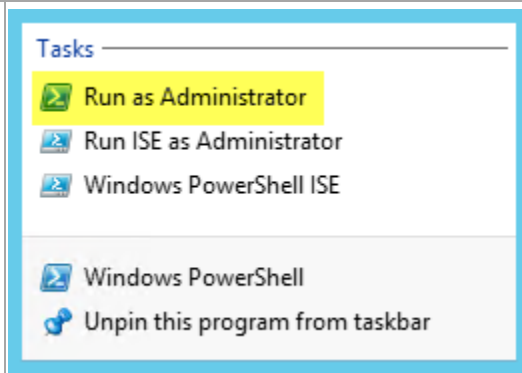 Tasks
Run as Administrator
Run ISE as Administrator
Windows PowerShell ISE
Windows PowerShell
Unpin this program from taskbar